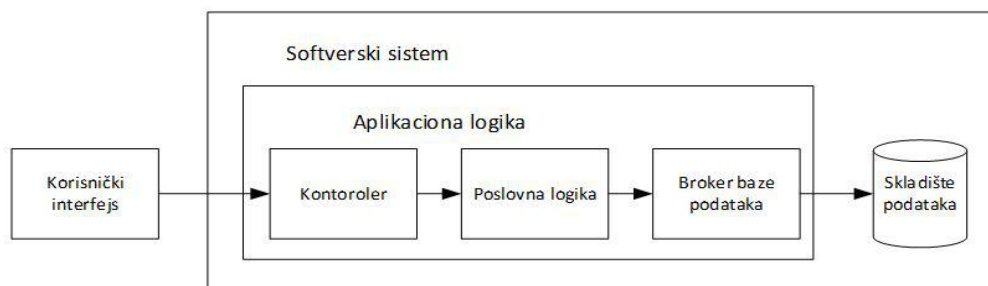 Softverski sistem
Aplikaciona logika
Korisnički
interfejs
Kontoroler
Poslovna logika
Broker baze
podataka
Skladište
podataka